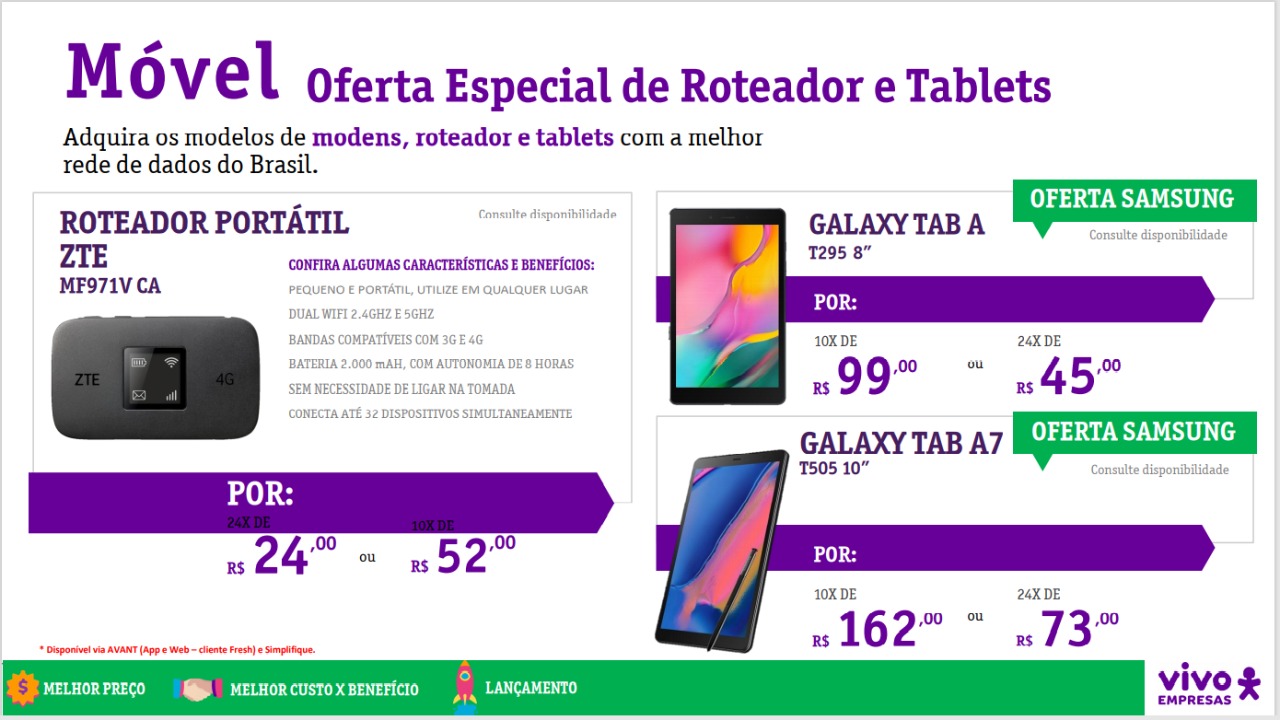 Móvel Oferta Especial de Roteador e Tablets
Adquira os modelos de modens, roteador e tablets com a melhor
rede de dados do Brasil.
ROTEADOR PORTÁTIL
ZTE
MF971V CA
Consulte disponibilidade
CONFIRA ALGUMAS CARACTERÍSTICAS E BENEFÍCIOS:
PEQUENO E PORTÁTIL, UTILIZE EM QUALQUER LUGAR
DUAL WIFI 2.4GHZ E 5GHZ
BANDAS COMPATÍVEIS COM 3G E 4G
BATERIA 2.000 mAH, COM AUTONOMIA DE 8 HORAS
SEM NECESSIDADE DE LIGAR NA TOMADA
CONECTA ATÉ 32 DISPOSITIVOS SIMULTANEAMENTE
ZTE
4G
POR:
24X DE
R$ 24,00
ou
10X DE
R$ 52,00
OFERTA SAMSUNG
GALAXY TAB A
T295 8”
Consulte disponibilidade
POR:
10X DE
R$ 99,00
ou
24X DE
R$ 45,00
OFERTA SAMSUNG
GALAXY TAB A7
T505 10”
Consulte disponibilidade
POR:
10X DE
R$ 162,00
ou
24X DE
R$ 73,00
* Disponível via AVANT (App e Web – cliente Fresh) e Simplifique.
$ MELHOR PREÇO
MELHOR CUSTO X BENEFÍCIO
LANÇAMENTO
vivo
EMPRESAS